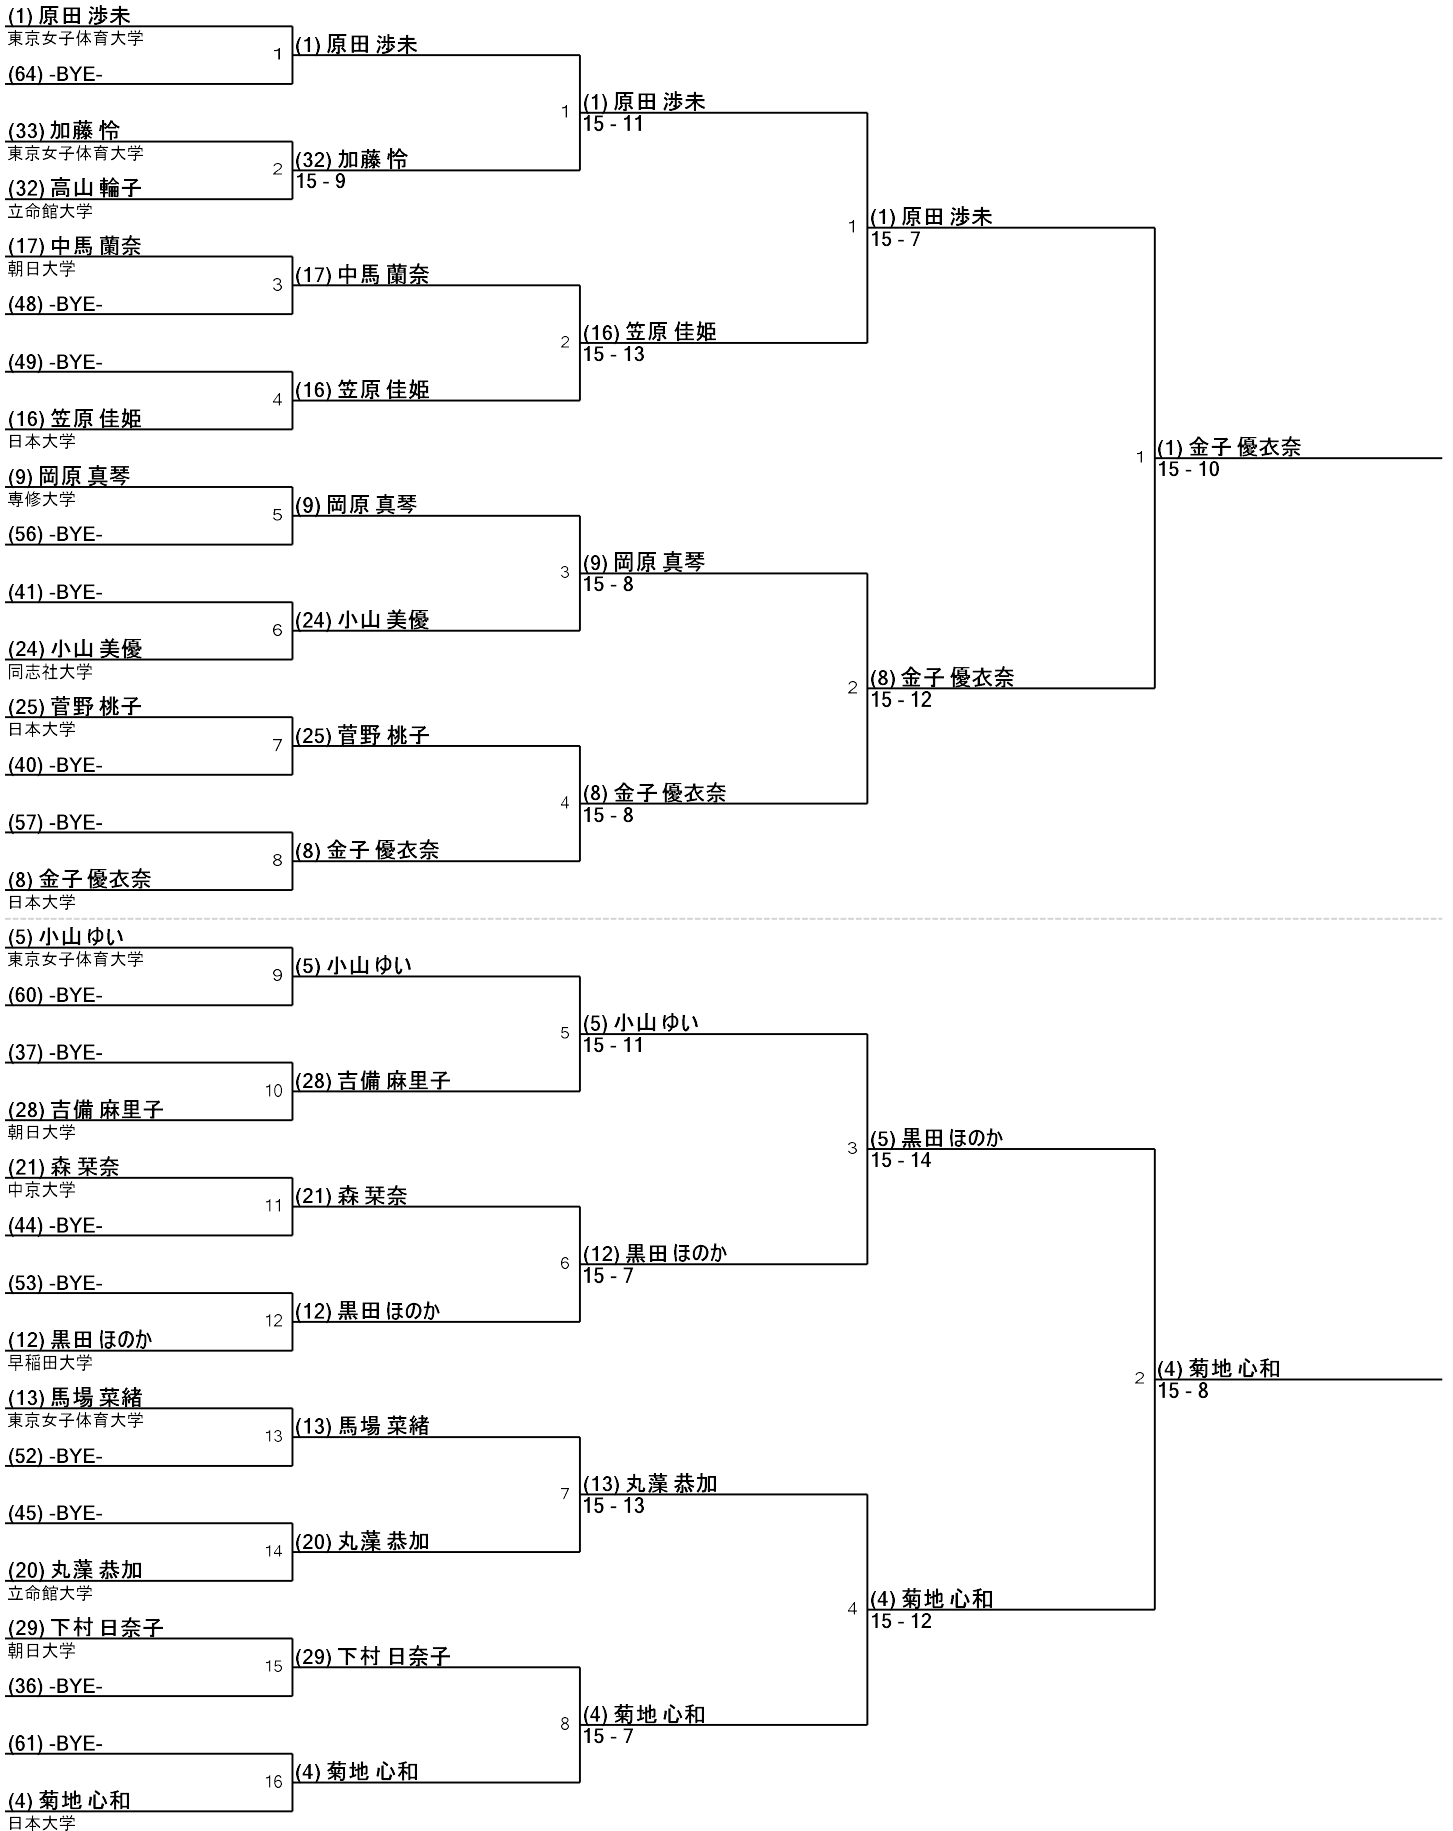 (1) 原田 渉未
東京女子体育大学
(64) -BYE-
(33) 加藤 怜
東京女子体育大学
(32) 高山 輪子
立命館大学
(17) 中馬 蘭奈
朝日大学
(48) -BYE-
(49) -BYE-
(16) 笠原 佳姫
日本大学
(9) 岡原 真琴
専修大学
(56) -BYE-
(41) -BYE-
(24) 小山 美優
同志社大学
(25) 菅野 桃子
日本大学
(40) -BYE-
(57) -BYE-
(8) 金子 優衣奈
日本大学
(5) 小山 ゆい
東京女子体育大学
(60) -BYE-
(37) -BYE-
(28) 吉備 麻里子
朝日大学
(21) 森 栞奈
中京大学
(44) -BYE-
(53) -BYE-
(12) 黒田 ほのか
早稲田大学
(13) 馬場 菜緒
東京女子体育大学
(52) -BYE-
(45) -BYE-
(20) 丸藻 恭加
立命館大学
(29) 下村 日奈子
朝日大学
(36) -BYE-
(61) -BYE-
(4) 菊地 心和
日本大学
1
(1) 原田 渉未
2
(32) 加藤 怜
15 - 9
3
(17) 中馬 蘭奈
4
(16) 笠原 佳姫
5
(9) 岡原 真琴
6
(24) 小山 美優
7
(25) 菅野 桃子
8
(8) 金子 優衣奈
9
(5) 小山 ゆい
10
(28) 吉備 麻里子
11
(21) 森 栞奈
12
(12) 黒田 ほのか
13
(13) 馬場 菜緒
14
(20) 丸藻 恭加
15
(29) 下村 日奈子
16
(4) 菊地 心和
1
(1) 原田 渉未
15 - 11
2
(16) 笠原 佳姫
15 - 13
3
(9) 岡原 真琴
15 - 8
4
(8) 金子 優衣奈
15 - 8
5
(5) 小山 ゆい
15 - 11
6
(12) 黒田 ほのか
15 - 7
7
(13) 丸藻 恭加
15 - 13
8
(4) 菊地 心和
15 - 7
1
(1) 原田 渉未
15 - 7
2
(8) 金子 優衣奈
15 - 12
3
(5) 黒田 ほのか
15 - 14
4
(4) 菊地 心和
15 - 12
1
(1) 金子 優衣奈
15 - 10
2
(4) 菊地 心和
15 - 8